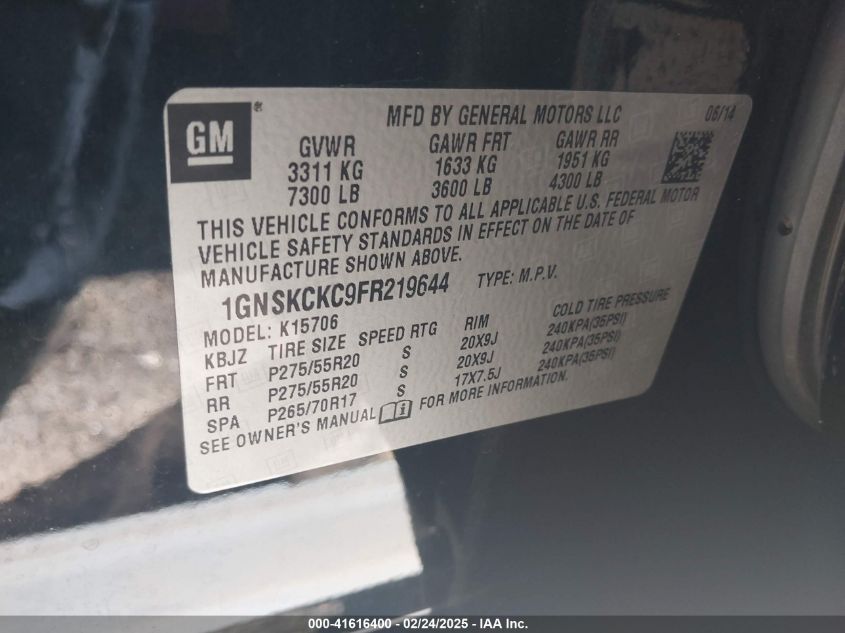 GM®
MFD BY GENERAL MOTORS LLC 06/14
GVWR GAWR FRT GAWR RR
3311 KG 1633 KG 1951 KG
7300 LB 3600 LB 4300 LB
THIS VEHICLE CONFORMS TO ALL APPLICABLE U.S. FEDERAL MOTOR
VEHICLE SAFETY STANDARDS IN EFFECT ON THE DATE OF
MANUFACTURE SHOWN ABOVE.
1GNSKCKC9FR219644 TYPE: M.P.V.
MODEL: K15706
KBJZ TIRE SIZE SPEED RTG RIM COLD TIRE PRESSURE
FRT P275/55R20 S 20X9J 240KPA(35PSI)
RR P275/55R20 S 20X9J 240KPA(35PSI)
SPA P265/70R17 S 17X7.5J 240KPA(35PSI)
SEE OWNER'S MANUAL FOR MORE INFORMATION.
000-41616400 - 02/24/2025 - IAA Inc.